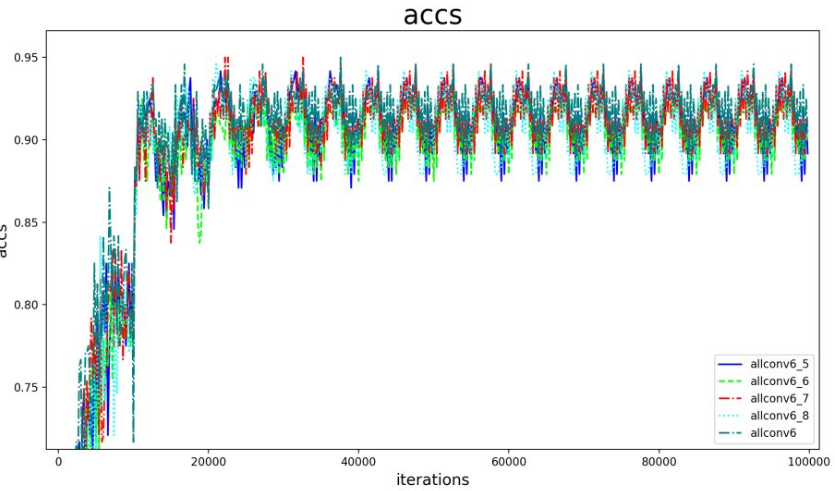 accs
0.95
0.90
0.85
0.80
0.75
accs
0
20000
40000
60000
80000
100000
iterations
allconv6_5
allconv6_6
allconv6_7
allconv6_8
allconv6